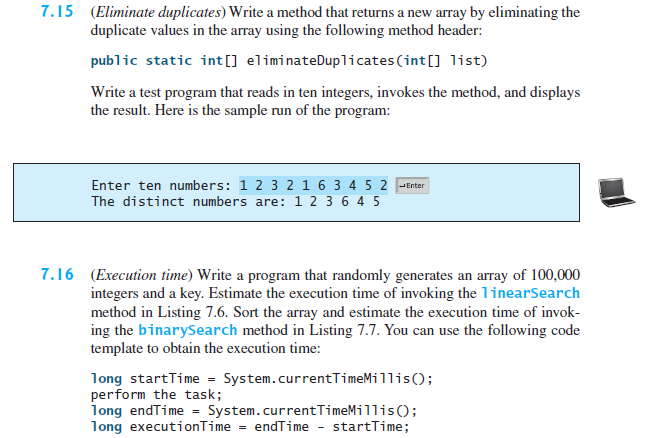 7.15 (Eliminate duplicates) Write a method that returns a new array by eliminating the
duplicate values in the array using the following method header:
public static int[] eliminateDuplicates(int[] list)
Write a test program that reads in ten integers, invokes the method, and displays
the result. Here is the sample run of the program:
Enter ten numbers: 1 2 3 2 1 6 3 4 5 2 ↵Enter
The distinct numbers are: 1 2 3 6 4 5
7.16 (Execution time) Write a program that randomly generates an array of 100,000
integers and a key. Estimate the execution time of invoking the linearSearch
method in Listing 7.6. Sort the array and estimate the execution time of invok-
ing the binarySearch method in Listing 7.7. You can use the following code
template to obtain the execution time:
long startTime = System.currentTimeMillis();
perform the task;
long endTime = System.currentTimeMillis();
long executionTime = endTime - startTime;